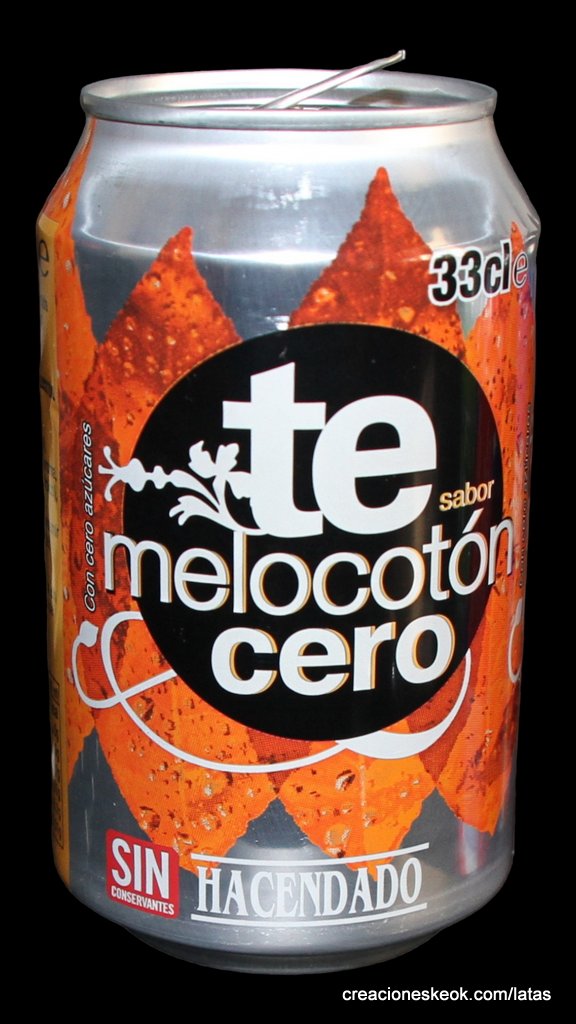 33cl e
te
sabor
melocotón
cero
Con cero azúcares
SIN
CONSERVANTES
HACENDADO
creacioneskeok.com/latas